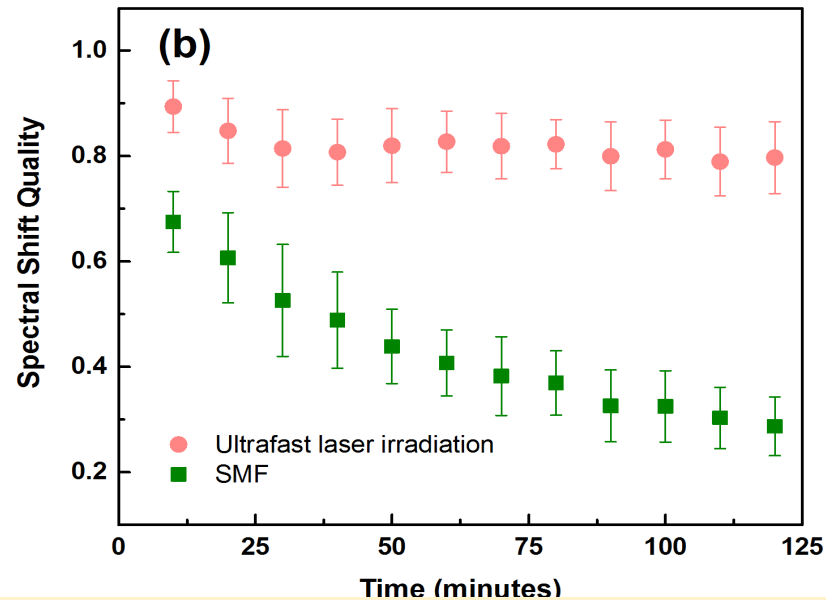 (b)
Spectral Shift Quality
1.0
0.8
0.6
0.4
0.2
Ultrafast laser irradiation
SMF
0 25 50 75 100 125
Time (minutes)